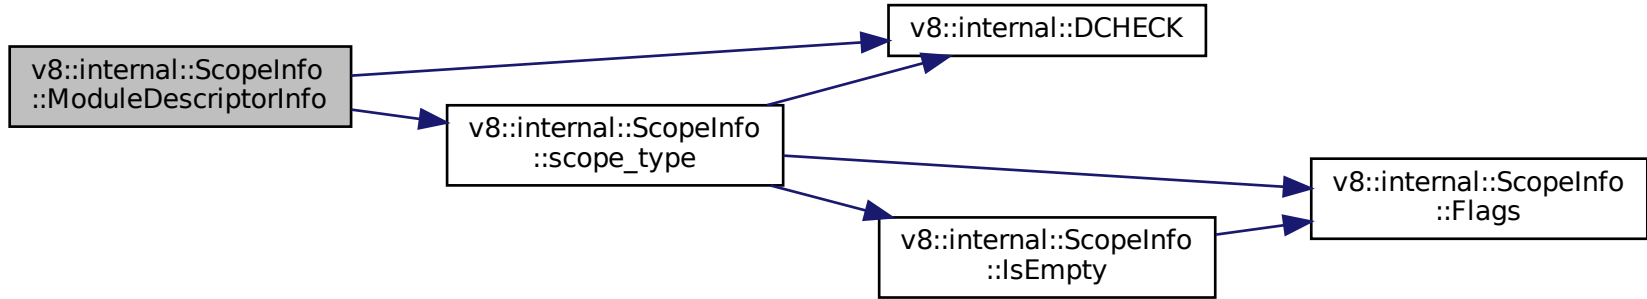 v8::internal::ScopeInfo
::ModuleDescriptorInfo
v8::internal::DCHECK
v8::internal::ScopeInfo
::scope_type
v8::internal::ScopeInfo
::IsEmpty
v8::internal::ScopeInfo
::Flags